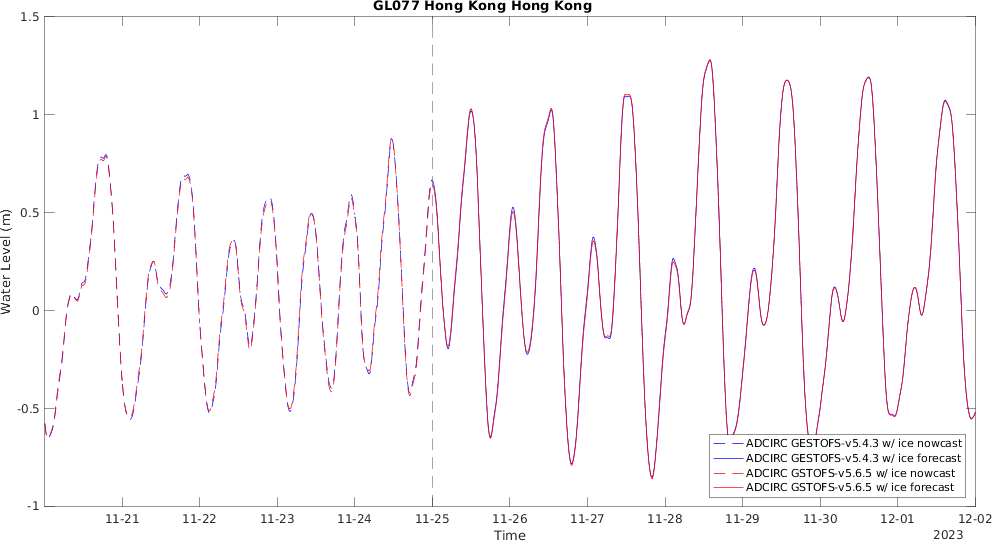 GL077 Hong Kong Hong Kong
1.5
1
0.5
0
-0.5
-1
Water Level (m)
11-21
11-22
11-23
11-24
11-25
11-26
11-27
11-28
11-29
11-30
12-01
12-02
Time
2023
ADCIRC GESTOFS-v5.4.3 w/ ice nowcast
ADCIRC GESTOFS-v5.4.3 w/ ice forecast
ADCIRC GSTOFS-v5.6.5 w/ ice nowcast
ADCIRC GSTOFS-v5.6.5 w/ ice forecast